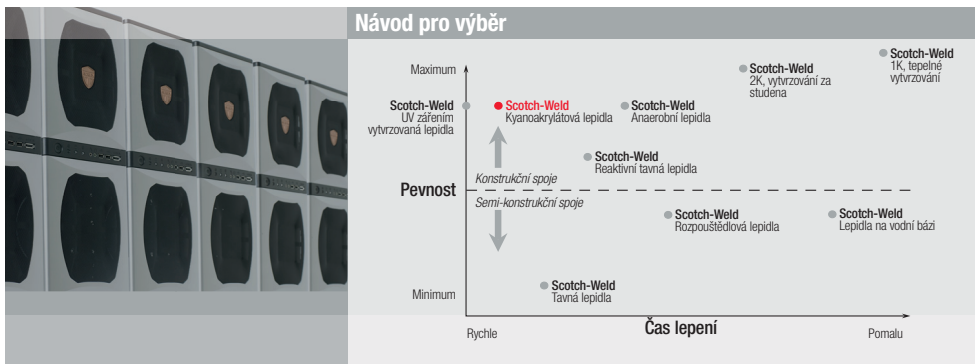 Návod pro výběr
Maximum
Scotch-Weld
UV zářením
vytvrzovaná lepidla
Scotch-Weld
Kyanoakrylátová lepidla
Scotch-Weld
Anaerobní lepidla
Scotch-Weld
2K, vytvrzování za
studena
Scotch-Weld
1K, tepelné
vytvrzování
Scotch-Weld
Reaktivní tavná lepidla
Konstrukční spoje
Pevnost
Semi-konstrukční spoje
Scotch-Weld
Rozpouštědlová lepidla
Scotch-Weld
Lepidla na vodní bázi
Minimum
Scotch-Weld
Tavná lepidla
Rychle
Čas lepení
Pomalu